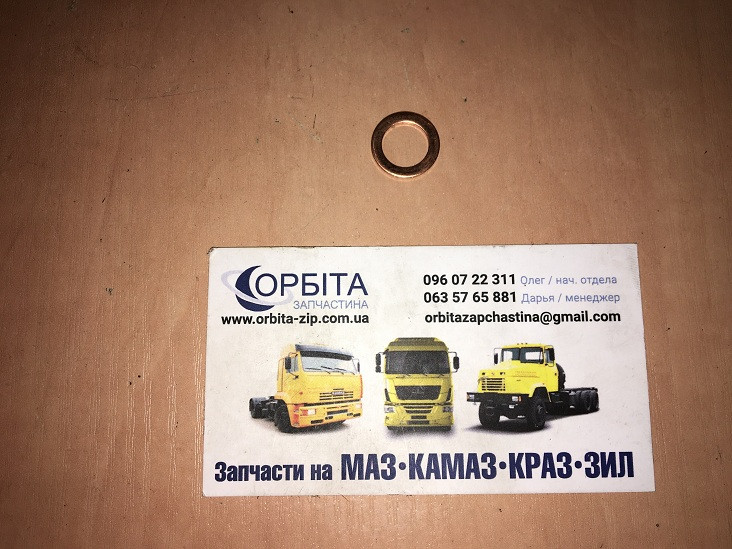 ОРБІТА
ЗАПЧАСТИНА
www.orbita-zip.com.ua
096 07 22 311 Олег / нач. отдела
063 57 65 881 Дарья / менеджер
orbitazapchastina@gmail.com
Запчасти на МАЗ•КАМАЗ•КРАЗ•ЗИЛ